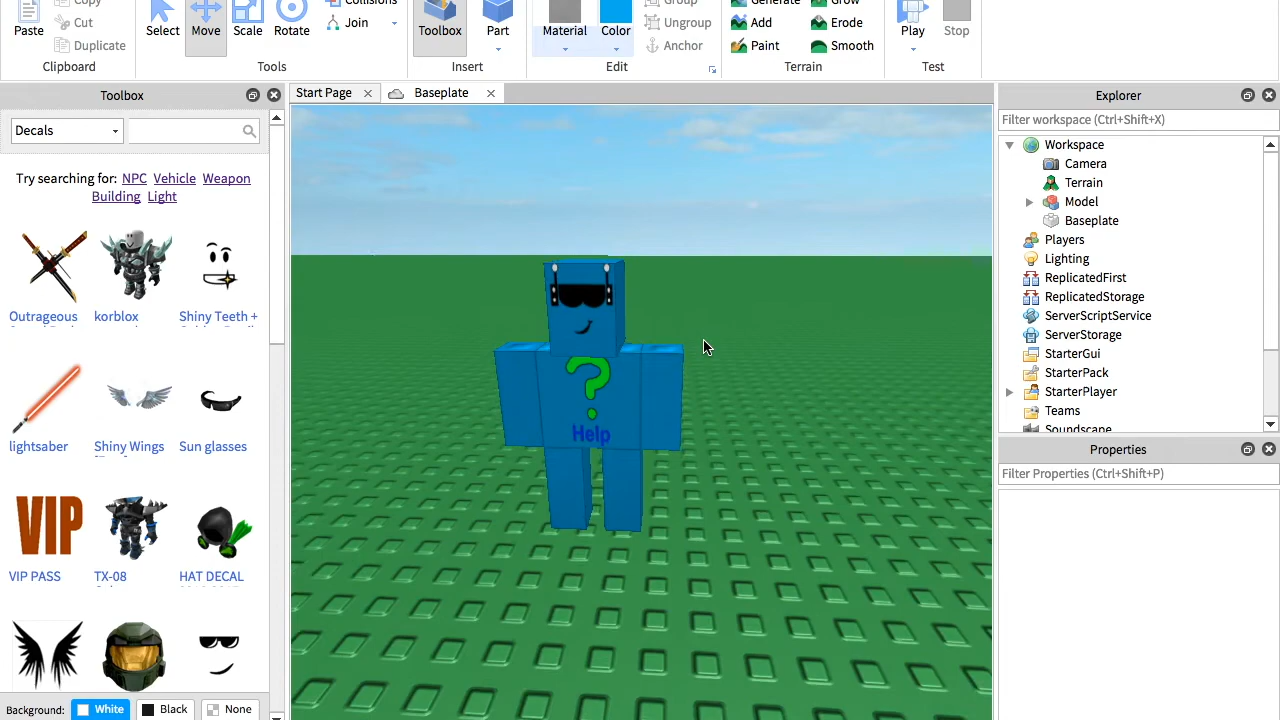 Copy
Collisions
Group
Generate
Grow
Paste
Cut
Select
Move
Scale
Rotate
Join
Toolbox
Part
Material
Color
Ungroup
Add
Erode
Play
Stop
Duplicate
Anchor
Paint
Smooth
Clipboard
Tools
Insert
Edit
Terrain
Test
Toolbox
Start Page
Baseplate
Explorer
Decals
Filter workspace (Ctrl+Shift+X)
Try searching for: NPC Vehicle Weapon
Building Light
Outrageous
korblox
Shiny Teeth +
lightsaber
Shiny Wings
Sun glasses
VIP
VIP PASS
TX-08
HAT DECAL
Background: White Black None
?
Help
Workspace
Camera
Terrain
Model
Baseplate
Players
Lighting
ReplicatedFirst
ReplicatedStorage
ServerScriptService
ServerStorage
StarterGui
StarterPack
StarterPlayer
Teams
Soundscape
Properties
Filter Properties (Ctrl+Shift+P)